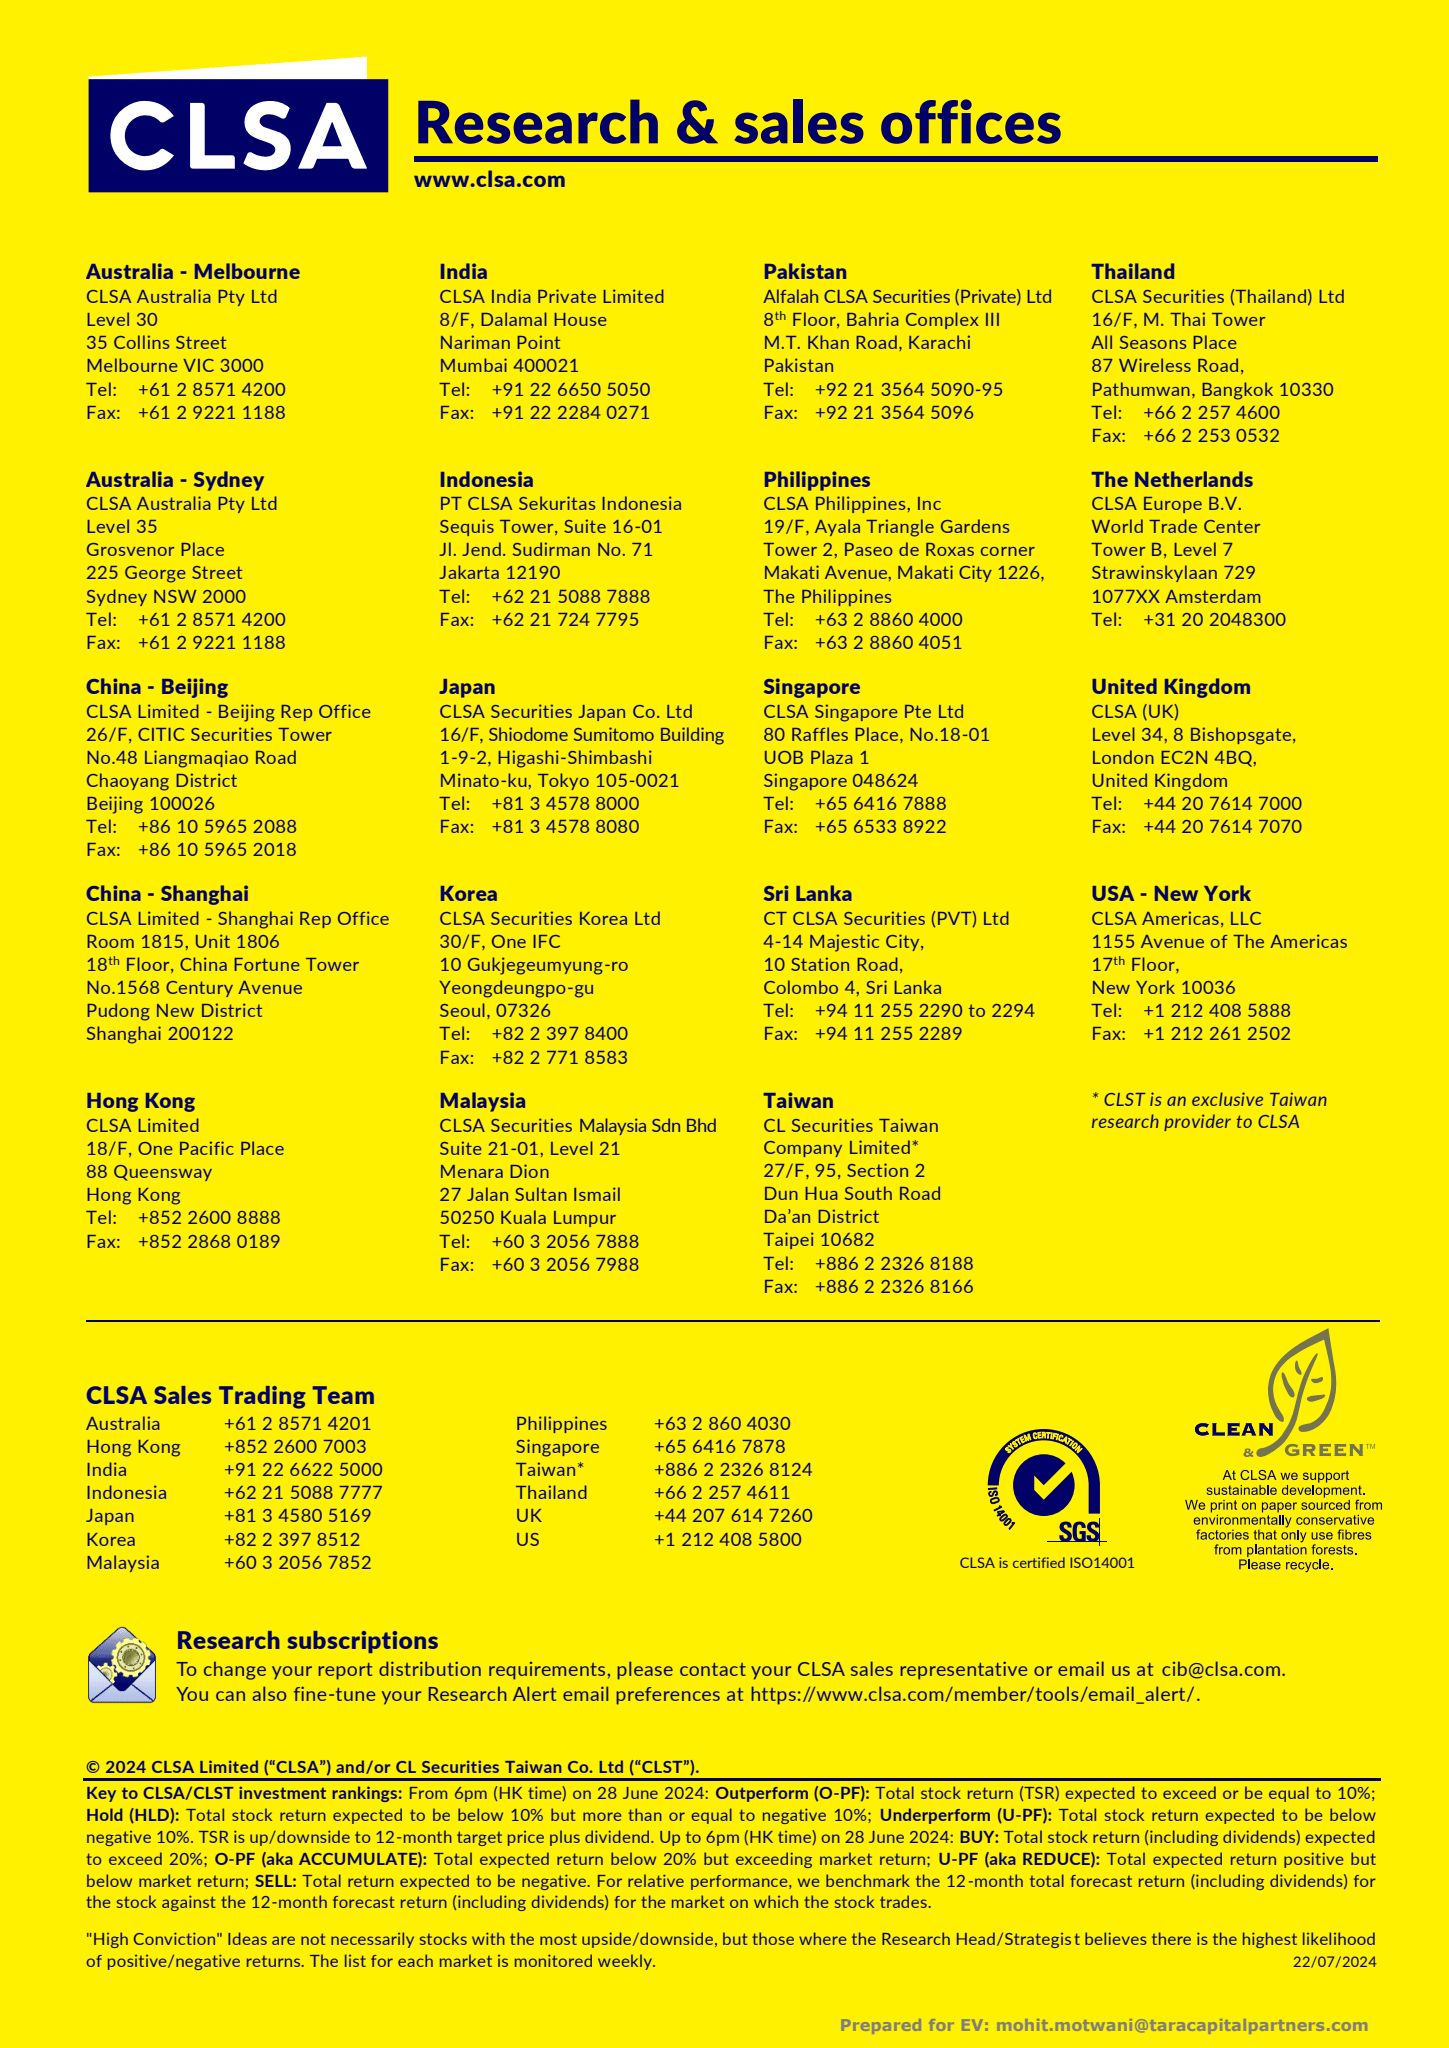 CLSA
Research & sales offices
www.clsa.com
Australia - Melbourne
CLSA Australia Pty Ltd
Level 30
35 Collins Street
Melbourne VIC 3000
Tel: +61 2 8571 4200
Fax: +61 2 9221 1188
India
CLSA India Private Limited
8/F, Dalamal House
Nariman Point
Mumbai 400021
Tel: +91 22 6650 5050
Fax: +91 22 2284 0271
Pakistan
Alfalah CLSA Securities (Private) Ltd
8th Floor, Bahria Complex III
M.T. Khan Road, Karachi
Pakistan
Tel: +92 21 3564 5090-95
Fax: +92 21 3564 5096
Thailand
CLSA Securities (Thailand) Ltd
16/F, M. Thai Tower
All Seasons Place
87 Wireless Road,
Pathumwan, Bangkok 10330
Tel: +66 2 257 4600
Fax: +66 2 253 0532
Australia - Sydney
CLSA Australia Pty Ltd
Level 35
Grosvenor Place
225 George Street
Sydney NSW 2000
Tel: +61 2 8571 4200
Fax: +61 2 9221 1188
Indonesia
PT CLSA Sekuritas Indonesia
Sequis Tower, Suite 16-01
Jl. Jend. Sudirman No. 71
Jakarta 12190
Tel: +62 21 5088 7888
Fax: +62 21 724 7795
Philippines
CLSA Philippines, Inc
19/F, Ayala Triangle Gardens
Tower 2, Paseo de Roxas corner
Makati Avenue, Makati City 1226,
The Philippines
Tel: +63 2 8860 4000
Fax: +63 2 8860 4051
The Netherlands
CLSA Europe B.V.
World Trade Center
Tower B, Level 7
Strawinskylaan 729
1077XX Amsterdam
Tel: +31 20 2048300
China - Beijing
CLSA Limited - Beijing Rep Office
26/F, CITIC Securities Tower
No.48 Liangmaqiao Road
Chaoyang District
Beijing 100026
Tel: +86 10 5965 2088
Fax: +86 10 5965 2018
Japan
CLSA Securities Japan Co. Ltd
16/F, Shiodome Sumitomo Building
1-9-2, Higashi-Shimbashi
Minato-ku, Tokyo 105-0021
Tel: +81 3 4578 8000
Fax: +81 3 4578 8080
Singapore
CLSA Singapore Pte Ltd
80 Raffles Place, No.18-01
UOB Plaza 1
Singapore 048624
Tel: +65 6416 7888
Fax: +65 6533 8922
United Kingdom
CLSA (UK)
Level 34, 8 Bishopsgate,
London EC2N 4BQ,
United Kingdom
Tel: +44 20 7614 7000
Fax: +44 20 7614 7070
China - Shanghai
CLSA Limited - Shanghai Rep Office
Room 1815, Unit 1806
18th Floor, China Fortune Tower
No.1568 Century Avenue
Pudong New District
Shanghai 200122
Korea
CLSA Securities Korea Ltd
30/F, One IFC
10 Gukjegeumyung-ro
Yeongdeungpo-gu
Seoul, 07326
Tel: +82 2 397 8400
Fax: +82 2 771 8583
Sri Lanka
CT CLSA Securities (PVT) Ltd
4-14 Majestic City,
10 Station Road,
Colombo 4, Sri Lanka
Tel: +94 11 255 2290 to 2294
Fax: +94 11 255 2289
USA - New York
CLSA Americas, LLC
1155 Avenue of The Americas
17th Floor,
New York 10036
Tel: +1 212 408 5888
Fax: +1 212 261 2502
Hong Kong
CLSA Limited
18/F, One Pacific Place
88 Queensway
Hong Kong
Tel: +852 2600 8888
Fax: +852 2868 0189
Malaysia
CLSA Securities Malaysia Sdn Bhd
Suite 21-01, Level 21
Menara Dion
27 Jalan Sultan Ismail
50250 Kuala Lumpur
Tel: +60 3 2056 7888
Fax: +60 3 2056 7988
Taiwan
CL Securities Taiwan
Company Limited*
27/F, 95, Section 2
Dun Hua South Road
Da’an District
Taipei 10682
Tel: +886 2 2326 8188
Fax: +886 2 2326 8166
* CLST is an exclusive Taiwan
research provider to CLSA
CLSA Sales Trading Team
Australia +61 2 8571 4201
Hong Kong +852 2600 7003
India +91 22 6622 5000
Indonesia +62 21 5088 7777
Japan +81 3 4580 5169
Korea +82 2 397 8512
Malaysia +60 3 2056 7852
Philippines +63 2 860 4030
Singapore +65 6416 7878
Taiwan* +886 2 2326 8124
Thailand +66 2 257 4611
UK +44 207 614 7260
US +1 212 408 5800
SYSTEM CERTIFICATION
ISO 14001
SGS
CLSA is certified ISO14001
CLEAN
& GREEN™
At CLSA we support
sustainable development.
We print on paper sourced from
environmentally conservative
factories that only use fibres
from plantation forests.
Please recycle.
Research subscriptions
To change your report distribution requirements, please contact your CLSA sales representative or email us at cib@clsa.com.
You can also fine-tune your Research Alert email preferences at https://www.clsa.com/member/tools/email_alert/.
© 2024 CLSA Limited (“CLSA”) and/or CL Securities Taiwan Co. Ltd (“CLST”).
Key to CLSA/CLST investment rankings: From 6pm (HK time) on 28 June 2024: Outperform (O-PF): Total stock return (TSR) expected to exceed or be equal to 10%;
Hold (HLD): Total stock return expected to be below 10% but more than or equal to negative 10%; Underperform (U-PF): Total stock return expected to be below
negative 10%. TSR is up/downside to 12-month target price plus dividend. Up to 6pm (HK time) on 28 June 2024: BUY: Total stock return (including dividends) expected
to exceed 20%; O-PF (aka ACCUMULATE): Total expected return below 20% but exceeding market return; U-PF (aka REDUCE): Total expected return positive but
below market return; SELL: Total return expected to be negative. For relative performance, we benchmark the 12-month total forecast return (including dividends) for
the stock against the 12-month forecast return (including dividends) for the market on which the stock trades.
"High Conviction" Ideas are not necessarily stocks with the most upside/downside, but those where the Research Head/Strategist believes there is the highest likelihood
of positive/negative returns. The list for each market is monitored weekly. 22/07/2024
Prepared for EV: mohit.motwani@taracapitalpartners.com